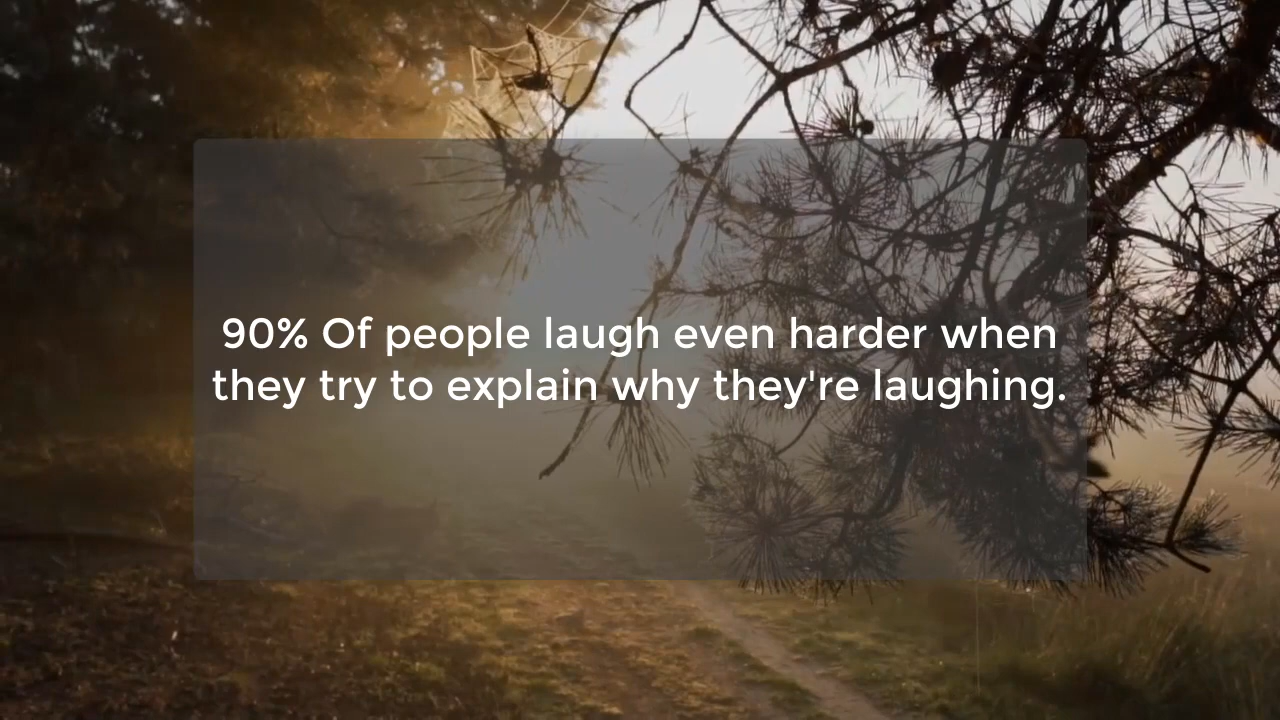 90% Of people laugh even harder when
they try to explain why they're laughing.